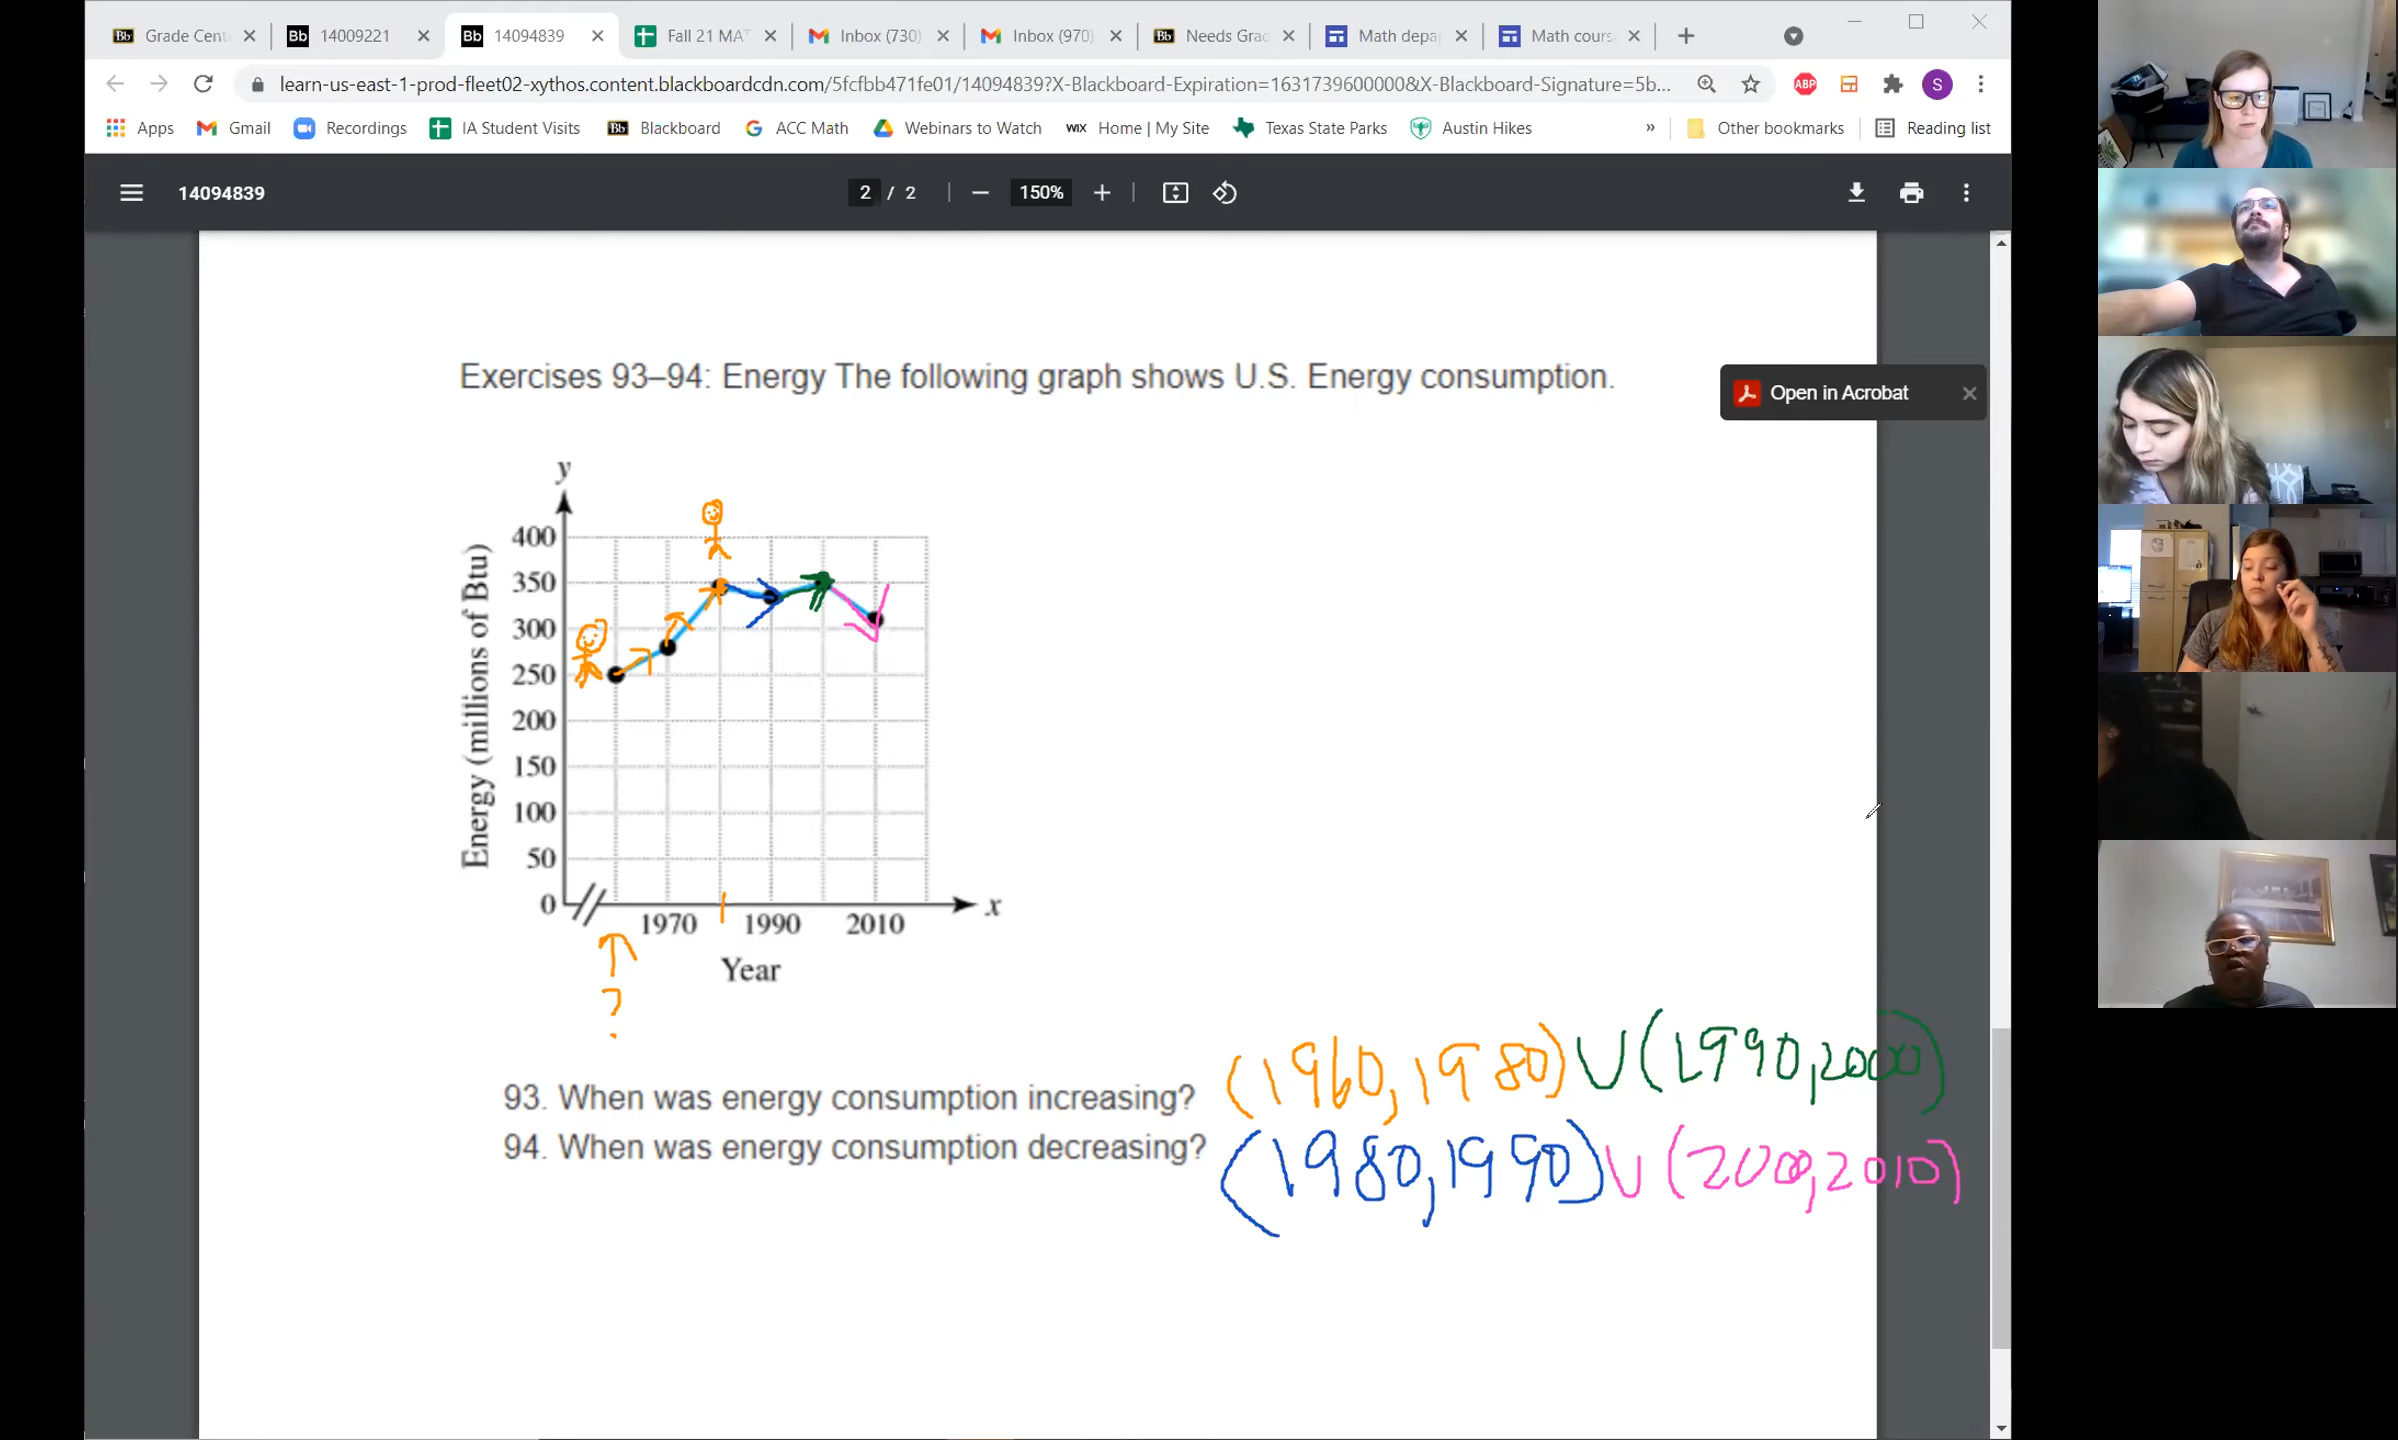 Grade Cent
14009221
14094839
Fall 21 MAT
Inbox (730)
Inbox (970)
Needs Grad
Math depa
Math cours
learn-us-east-1-prod-fleet02-xythos.content.blackboardcdn.com/5fcfbb471fe01/14094839?X-Blackboard-Expiration=1631739600000&X-Blackboard-Signature=5b...
ABP
S
Apps
Gmail
Recordings
IA Student Visits
Bb Blackboard
ACC Math
Webinars to Watch
WIX Home | My Site
Texas State Parks
Austin Hikes
»
Other bookmarks
Reading list
14094839
2 / 2
150%
Exercises 93–94: Energy The following graph shows U.S. Energy consumption.
Open in Acrobat
y
400
350
300
250
200
150
100
50
0
Energy (millions of Btu)
1970 1990 2010
x
Year
?
93. When was energy consumption increasing? (1960,1980)∪(1990,2000)
94. When was energy consumption decreasing? (1980,1990)∪(2000,2010)